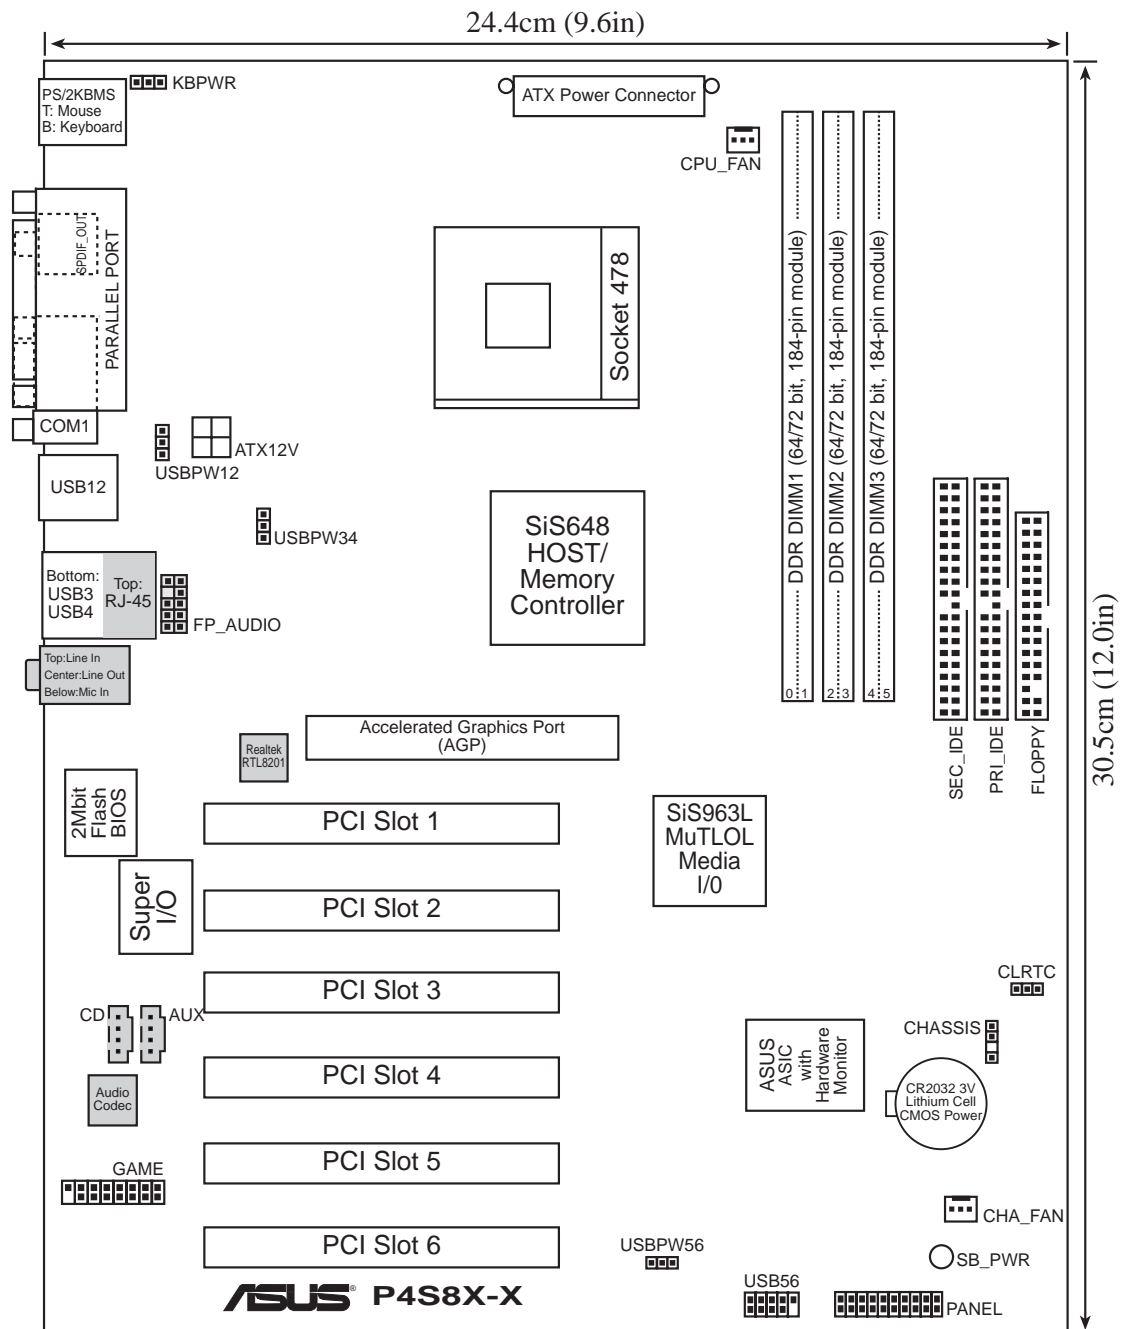 24.4cm (9.6in)
PS/2KBMS
T: Mouse
B: Keyboard
KBPWR
ATX Power Connector
CPU_FAN
SPDIF_OUT
PARALLEL PORT
Socket 478
DDR DIMM1 (64/72 bit, 184-pin module)
DDR DIMM2 (64/72 bit, 184-pin module)
DDR DIMM3 (64/72 bit, 184-pin module)
0 1
2 3
4 5
COM1
ATX12V
USBPW12
USB12
USBPW34
SiS648
HOST/
Memory
Controller
Bottom:
USB3
USB4
Top:
RJ-45
FP_AUDIO
Top:Line In
Center:Line Out
Below:Mic In
SEC_IDE
PRI_IDE
FLOPPY
30.5cm (12.0in)
Accelerated Graphics Port
(AGP)
Realtek
RTL8201
2Mbit
Flash
BIOS
PCI Slot 1
SiS963L
MuTLOL
Media
I/0
Super
I/O
PCI Slot 2
PCI Slot 3
CLRTC
CD
AUX
CHASSIS
ASUS
ASIC
with
Hardware
Monitor
PCI Slot 4
CR2032 3V
Lithium Cell
CMOS Power
Audio
Codec
PCI Slot 5
GAME
CHA_FAN
PCI Slot 6
USBPW56
SB_PWR
USB56
PANEL
ASUS® P4S8X-X